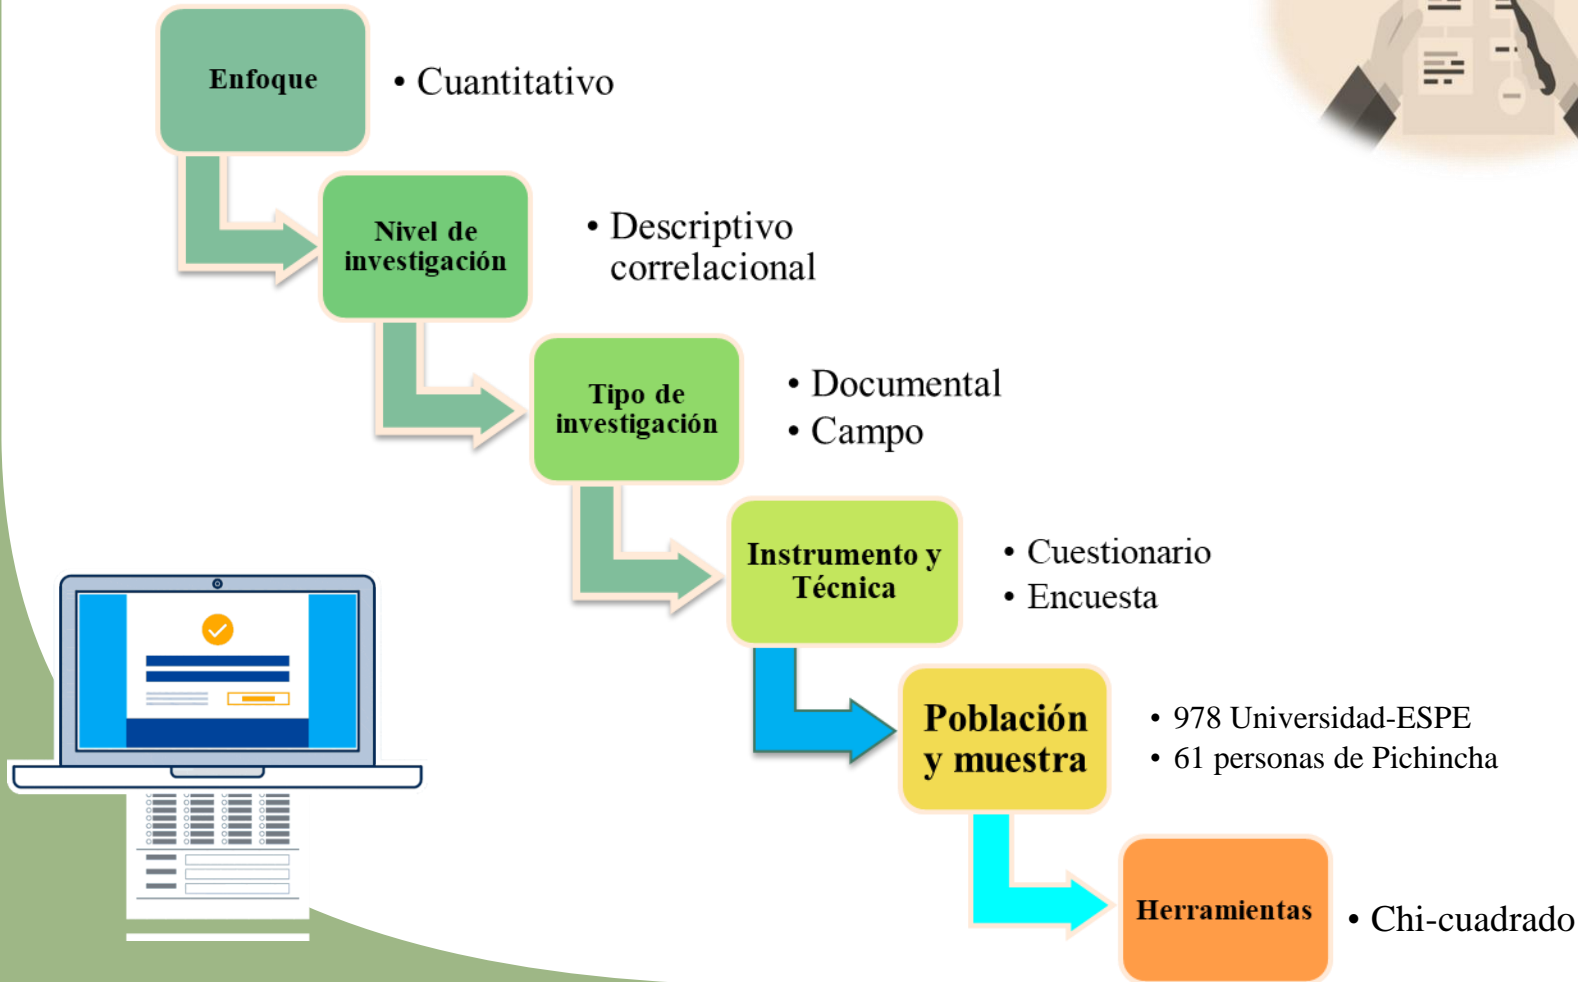 Enfoque
• Cuantitativo
Nivel de
investigación
• Descriptivo
correlacional
Tipo de
investigación
• Documental
• Campo
Instrumento y
Técnica
• Cuestionario
• Encuesta
Población
y muestra
• 978 Universidad-ESPE
• 61 personas de Pichincha
Herramientas
• Chi-cuadrado